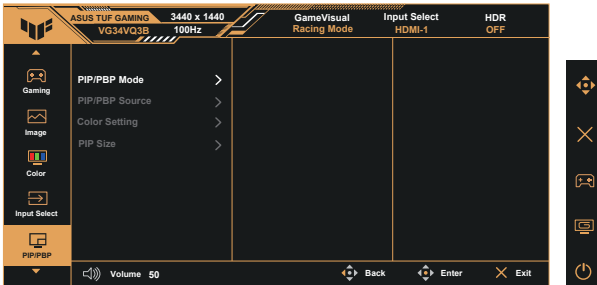 ASUS TUF GAMING
VG34VQ3B
3440 x 1440
100Hz
GameVisual
Racing Mode
Input Select
HDMI-1
HDR
OFF
Gaming
Image
Color
Input Select
PIP/PBP
PIP/PBP Mode
PIP/PBP Source
Color Setting
PIP Size
Volume 50
Back
Enter
Exit